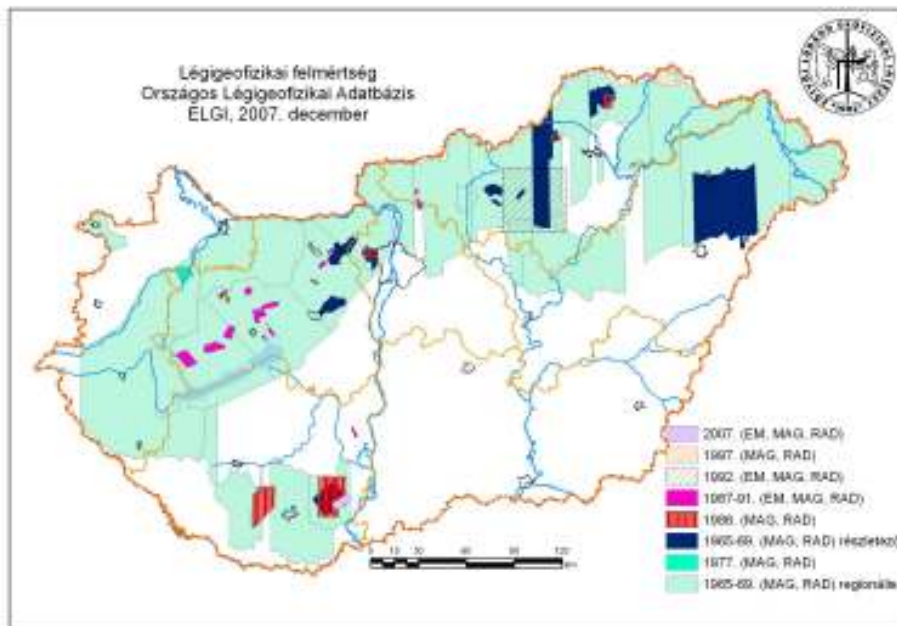 Légigeofizikai felmértség
Országos Légigeofizikai Adatbázis
ELGI, 2007. december
2007. (EM, MAG, RAD)
1997. (MAG, RAD)
1992. (EM, MAG, RAD)
1987-91. (EM, MAG, RAD)
1986. (MAG, RAD)
1965-69. (MAG, RAD) részletező
1977. (MAG, RAD)
1965-69. (MAG, RAD) regionális